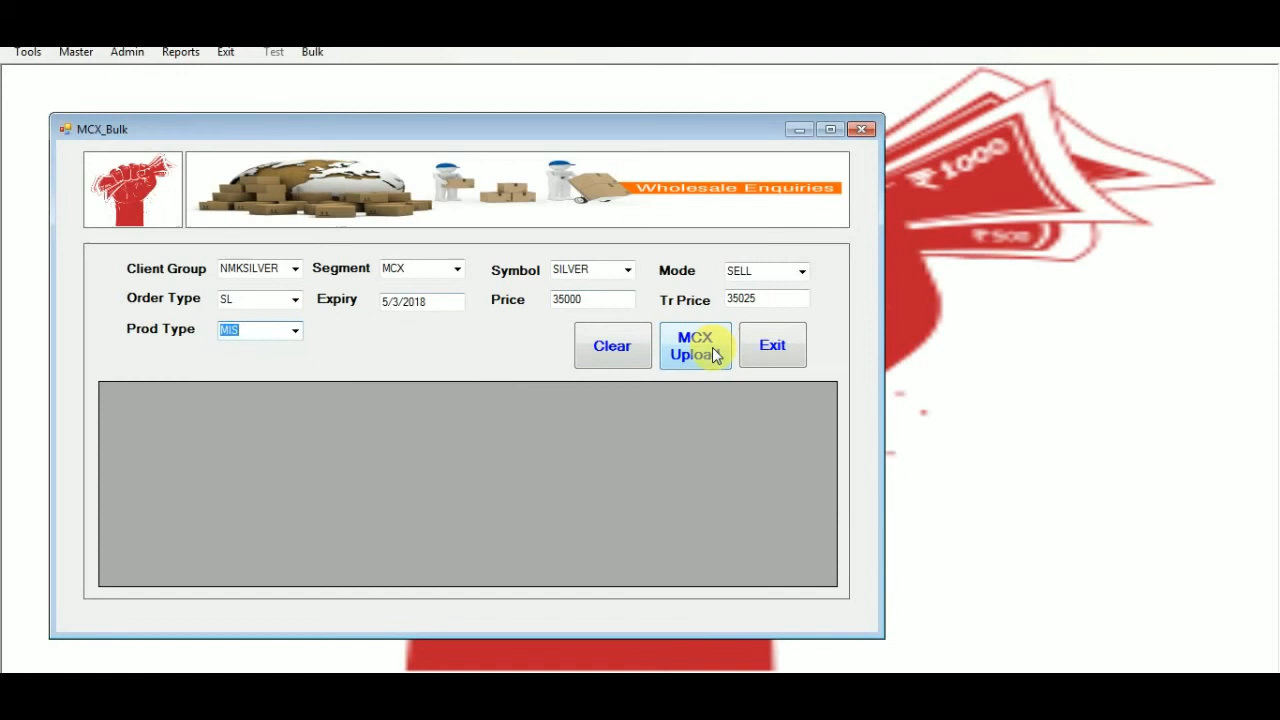 Tools Master Admin Reports Exit Test Bulk
₹1000
₹500
MCX_Bulk
Wholesale Enquiries
Client Group NMKSILVER Segment MCX Symbol SILVER Mode SELL
Order Type SL Expiry 5/3/2018 Price 35000 Tr Price 35025
Prod Type MIS
Clear
MCX
Upload
Exit